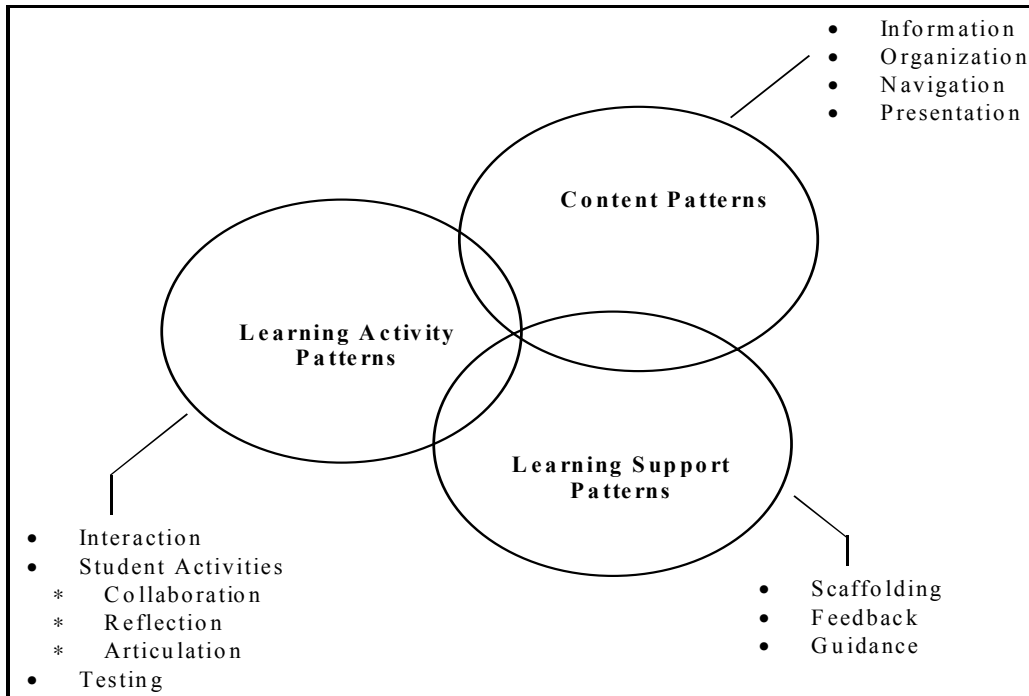 • Information
• Organization
• Navigation
• Presentation
Content Patterns
Learning Activity
Patterns
Learning Support
Patterns
• Interaction
• Student Activities
* Collaboration
* Reflection
* Articulation
• Testing
• Scaffolding
• Feedback
• Guidance